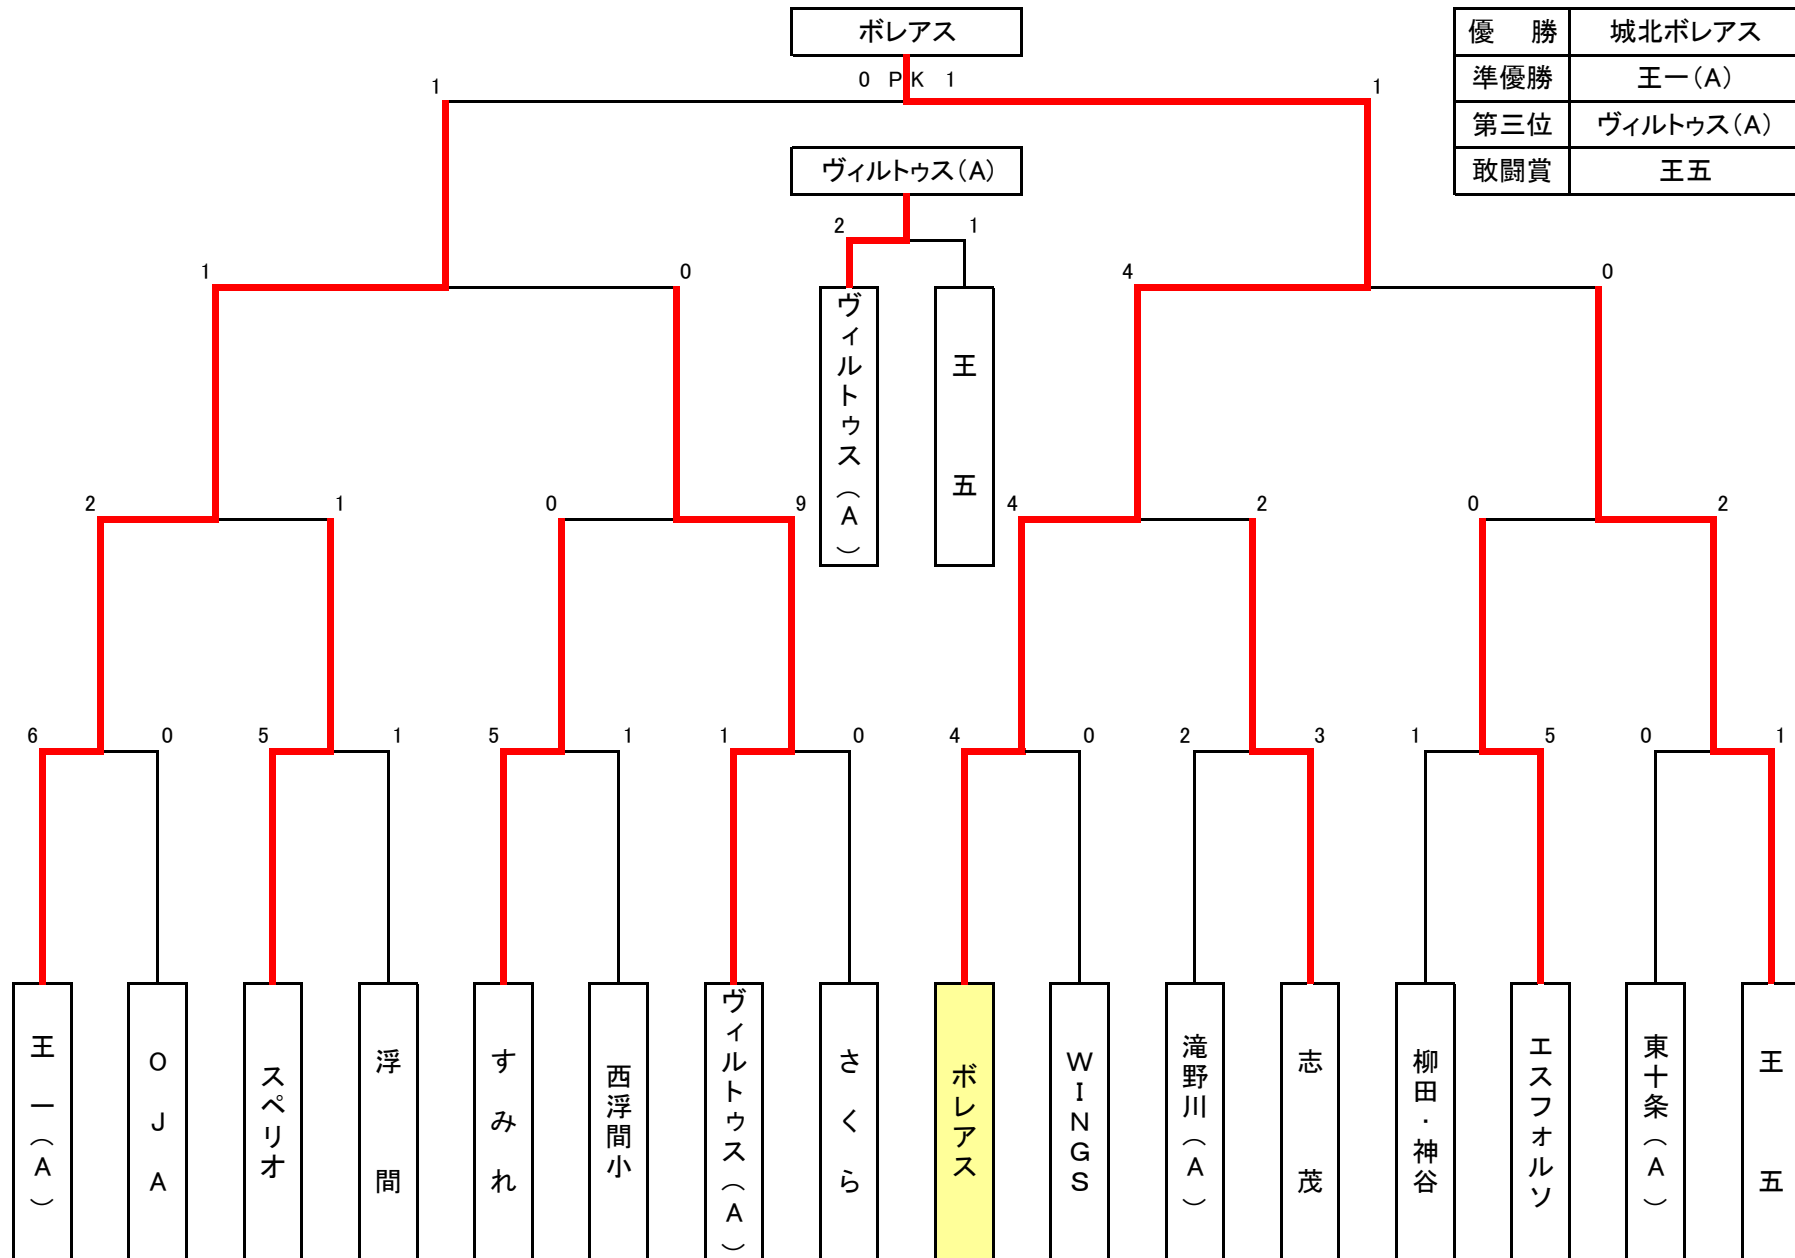 ボレアス
優　勝　城北ボレアス
準優勝　王一（A）
第三位　ヴィルトゥス（A）
敢闘賞　王五
1　0　PK　1　1
ヴィルトゥス（A）
2　1
1　0　4　0
ヴィルトゥス（A）
王五
2　1　0　9　4　2　0　2
6　0　5　1　5　1　1　0　4　0　2　3　1　5　0　1
王一（A）
OJA
スペリオ
浮間
すみれ
西浮間小
ヴィルトゥス（A）
さくら
ボレアス
WINGS
滝野川（A）
志茂
柳田・神谷
エスフォルソ
東十条（A）
王五